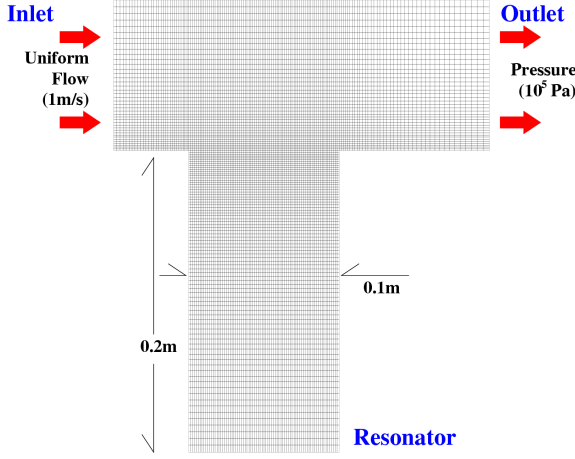 Inlet
Outlet
Uniform
Flow
(1m/s)
Pressure
(10⁵ Pa)
0.1m
0.2m
Resonator